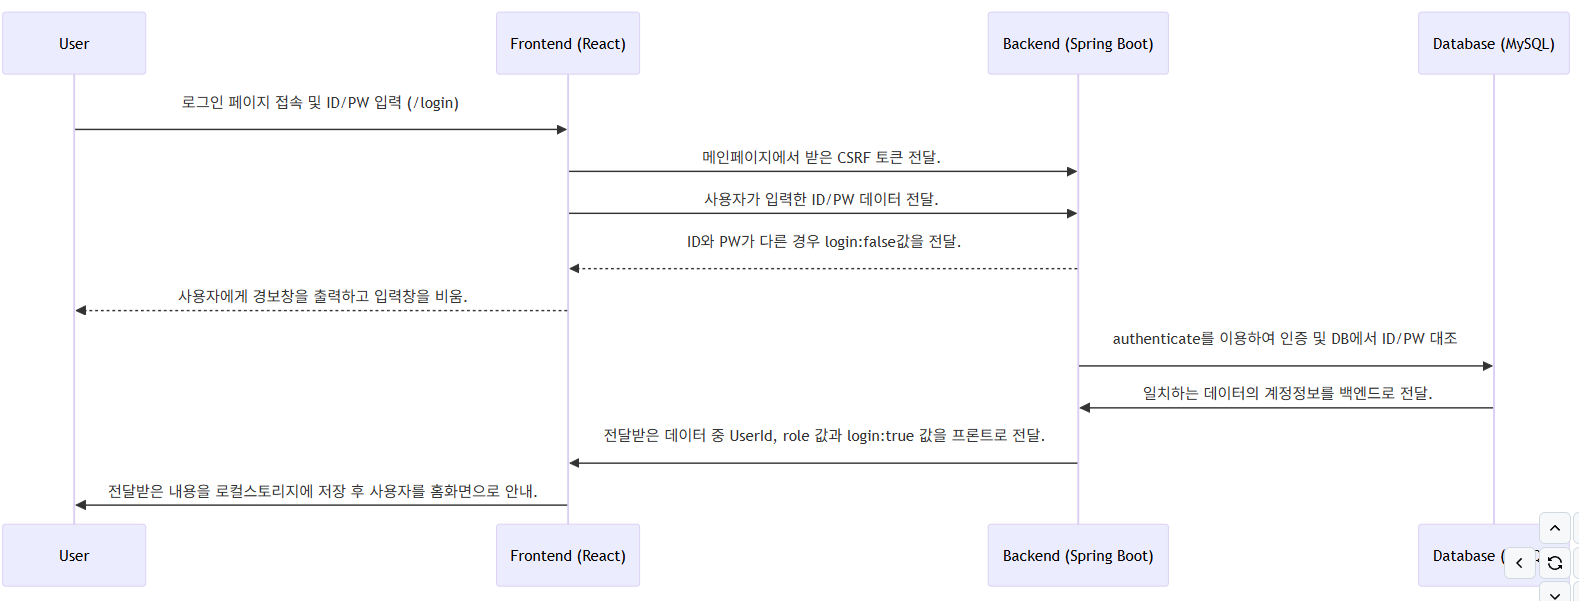 User
Frontend (React)
Backend (Spring Boot)
Database (MySQL)
로그인 페이지 접속 및 ID/PW 입력 (/login)
메인페이지에서 받은 CSRF 토큰 전달.
사용자가 입력한 ID/PW 데이터 전달.
ID와 PW가 다른 경우 login:false값을 전달.
사용자에게 경보창을 출력하고 입력창을 비움.
authenticate를 이용하여 인증 및 DB에서 ID/PW 대조
일치하는 데이터의 계정정보를 백엔드로 전달.
전달받은 데이터 중 UserId, role 값과 login:true 값을 프론트로 전달.
전달받은 내용을 로컬스토리지에 저장 후 사용자를 홈화면으로 안내.
User
Frontend (React)
Backend (Spring Boot)
Database